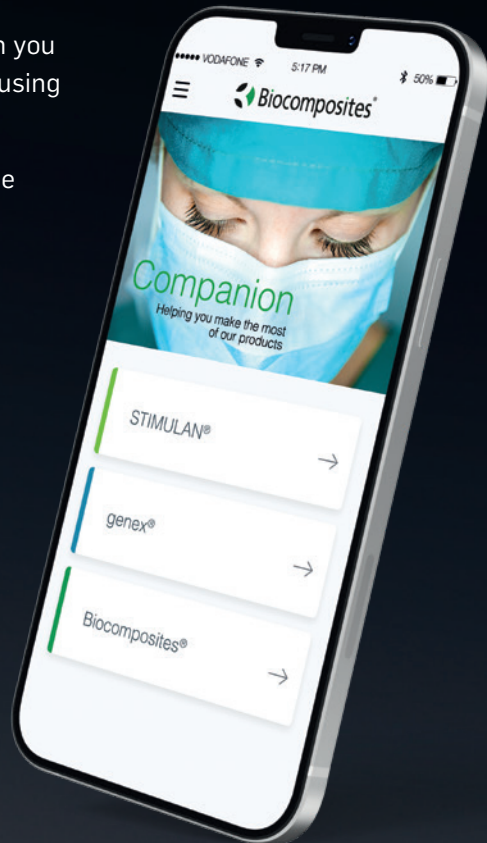 n you
using
e
VODAFONE 5:17 PM 50%
Biocomposites®
Companion
Helping you make the most
of our products
STIMULAN®
genex®
Biocomposites®